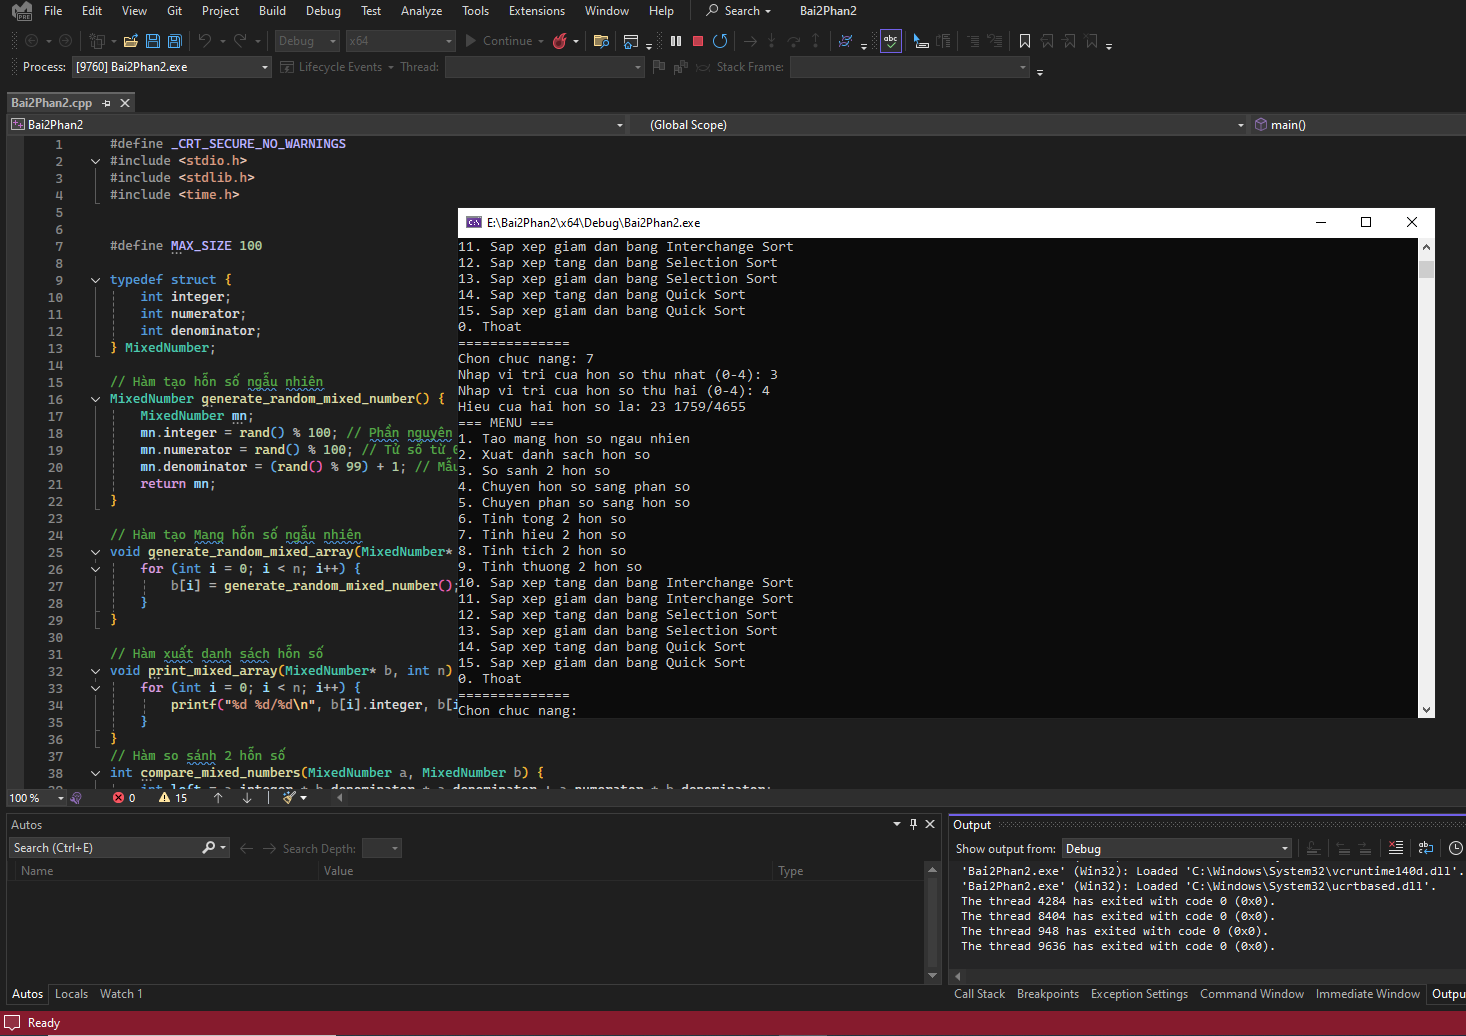 File Edit View Git Project Build Debug Test Analyze Tools Extensions Window Help Search Bai2Phan2
Debug x64 Continue abc
Process: [9760] Bai2Phan2.exe Lifecycle Events Thread: Stack Frame:
Bai2Phan2.cpp
Bai2Phan2 (Global Scope) main()
1 #define _CRT_SECURE_NO_WARNINGS
2 #include <stdio.h>
3 #include <stdlib.h>
4 #include <time.h>
5
6
7 #define MAX_SIZE 100
8
9 typedef struct {
10 int integer;
11 int numerator;
12 int denominator;
13 } MixedNumber;
14
15 // Hàm tạo hỗn số ngẫu nhiên
16 MixedNumber generate_random_mixed_number() {
17 MixedNumber mn;
18 mn.integer = rand() % 100; // Phần nguyên
19 mn.numerator = rand() % 100; // Tử số từ
20 mn.denominator = (rand() % 99) + 1; //
21 return mn;
22 }
23
24 // Hàm tạo Mang hỗn số ngẫu nhiên
25 void generate_random_mixed_array(MixedNumber*
26 for (int i = 0; i < n; i++) {
27 b[i] = generate_random_mixed_number();
28 }
29 }
30
31 // Hàm xuất danh sách hỗn số
32 void print_mixed_array(MixedNumber* b, int n)
33 for (int i = 0; i < n; i++) {
34 printf("%d %d/%d\n", b[i].integer, b[i
35 }
36 }
37 // Hàm so sánh 2 hỗn số
38 int compare_mixed_numbers(MixedNumber a, MixedNumber b) {
E:\Bai2Phan2\x64\Debug\Bai2Phan2.exe
11. Sap xep giam dan bang Interchange Sort
12. Sap xep tang dan bang Selection Sort
13. Sap xep giam dan bang Selection Sort
14. Sap xep tang dan bang Quick Sort
15. Sap xep giam dan bang Quick Sort
0. Thoat
==============
Chon chuc nang: 7
Nhap vi tri cua hon so thu nhat (0-4): 3
Nhap vi tri cua hon so thu hai (0-4): 4
Hieu cua hai hon so la: 23 1759/4655
=== MENU ===
1. Tao mang hon so ngau nhien
2. Xuat danh sach hon so
3. So sanh 2 hon so
4. Chuyen hon so sang phan so
5. Chuyen phan so sang hon so
6. Tinh tong 2 hon so
7. Tinh hieu 2 hon so
8. Tinh tich 2 hon so
9. Tinh thuong 2 hon so
10. Sap xep tang dan bang Interchange Sort
11. Sap xep giam dan bang Interchange Sort
12. Sap xep tang dan bang Selection Sort
13. Sap xep giam dan bang Selection Sort
14. Sap xep tang dan bang Quick Sort
15. Sap xep giam dan bang Quick Sort
0. Thoat
==============
Chon chuc nang:
100 % 0 15
Autos
Search (Ctrl+E) Search Depth:
Name Value Type
Autos Locals Watch 1
Output
Show output from: Debug
'Bai2Phan2.exe' (Win32): Loaded 'C:\Windows\System32\vcruntime140d.dll'.
'Bai2Phan2.exe' (Win32): Loaded 'C:\Windows\System32\ucrtbased.dll'.
The thread 4284 has exited with code 0 (0x0).
The thread 8404 has exited with code 0 (0x0).
The thread 948 has exited with code 0 (0x0).
The thread 9636 has exited with code 0 (0x0).
Call Stack Breakpoints Exception Settings Command Window Immediate Window Outpu
Ready